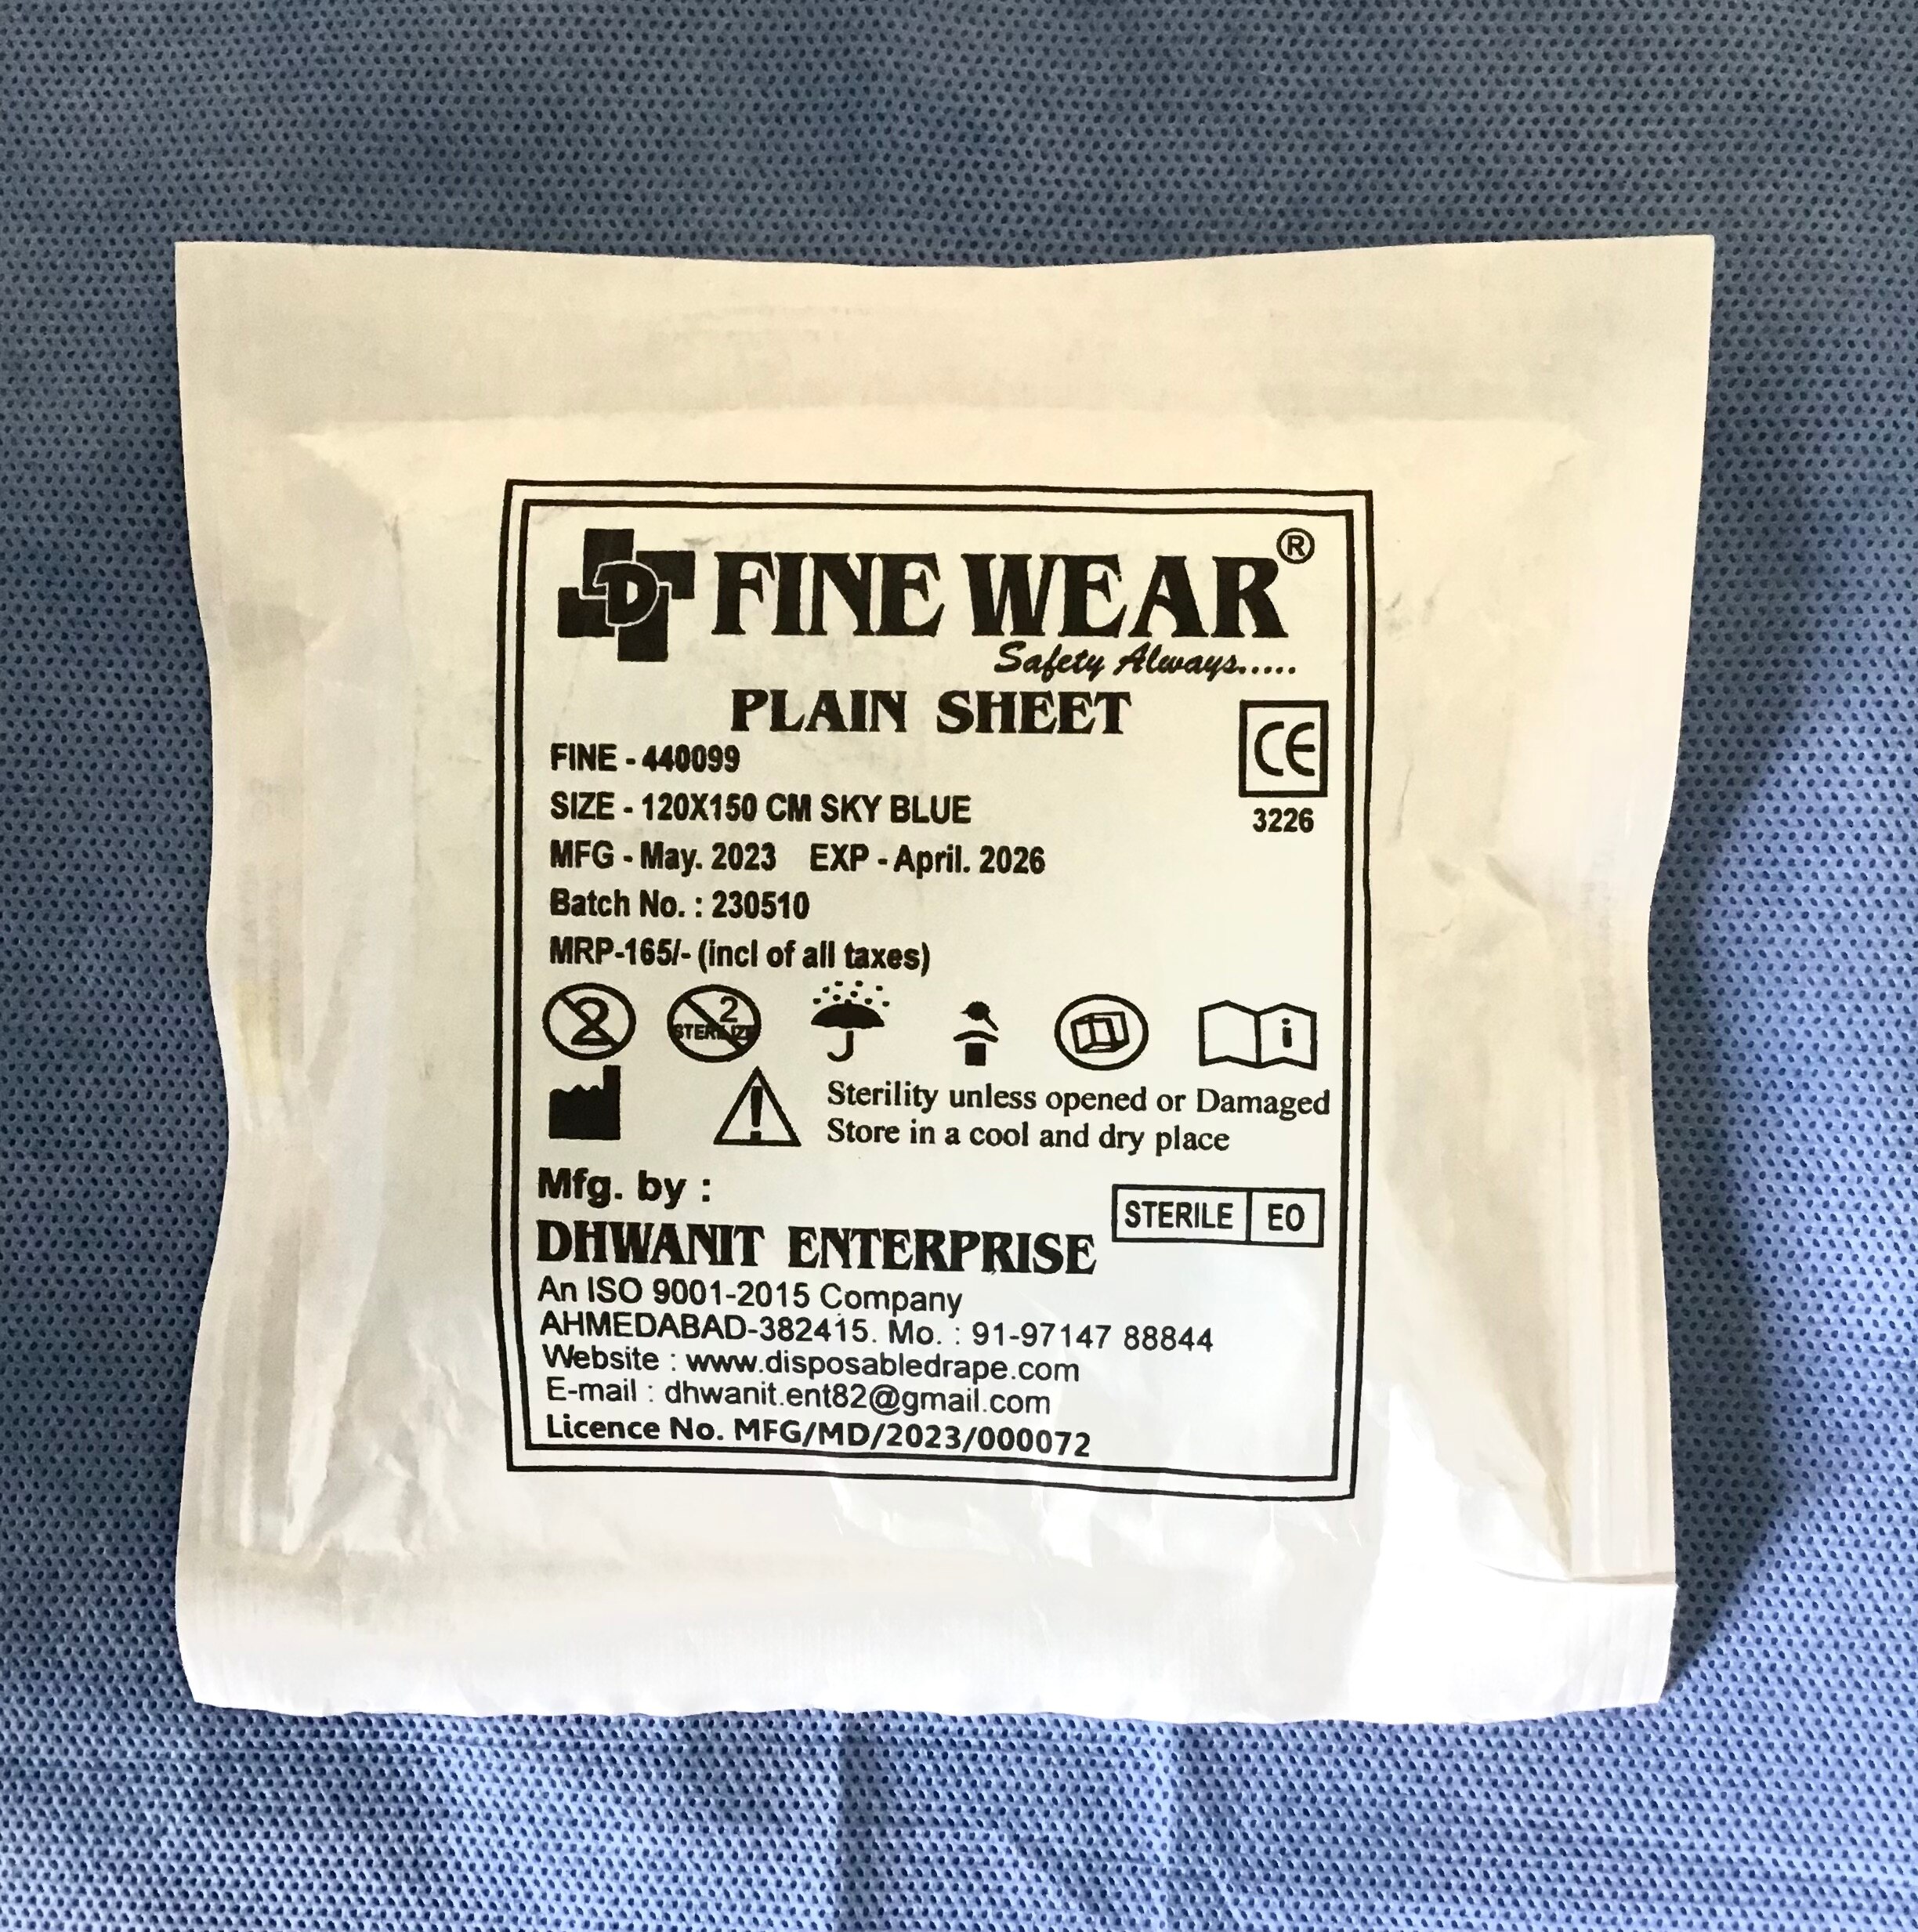 D
FINE WEAR®
Safety Always.....
PLAIN SHEET
FINE - 440099
CE
SIZE - 120X150 CM SKY BLUE
3226
MFG - May. 2023 EXP - April. 2026
Batch No. : 230510
MRP-165/- (incl of all taxes)
2
2
STERILIZE
i
Sterility unless opened or Damaged
Store in a cool and dry place
Mfg. by :
STERILE EO
DHWANIT ENTERPRISE
An ISO 9001-2015 Company
AHMEDABAD-382415. Mo. : 91-97147 88844
Website : www.disposabledrape.com
E-mail : dhwanit.ent82@gmail.com
Licence No. MFG/MD/2023/000072